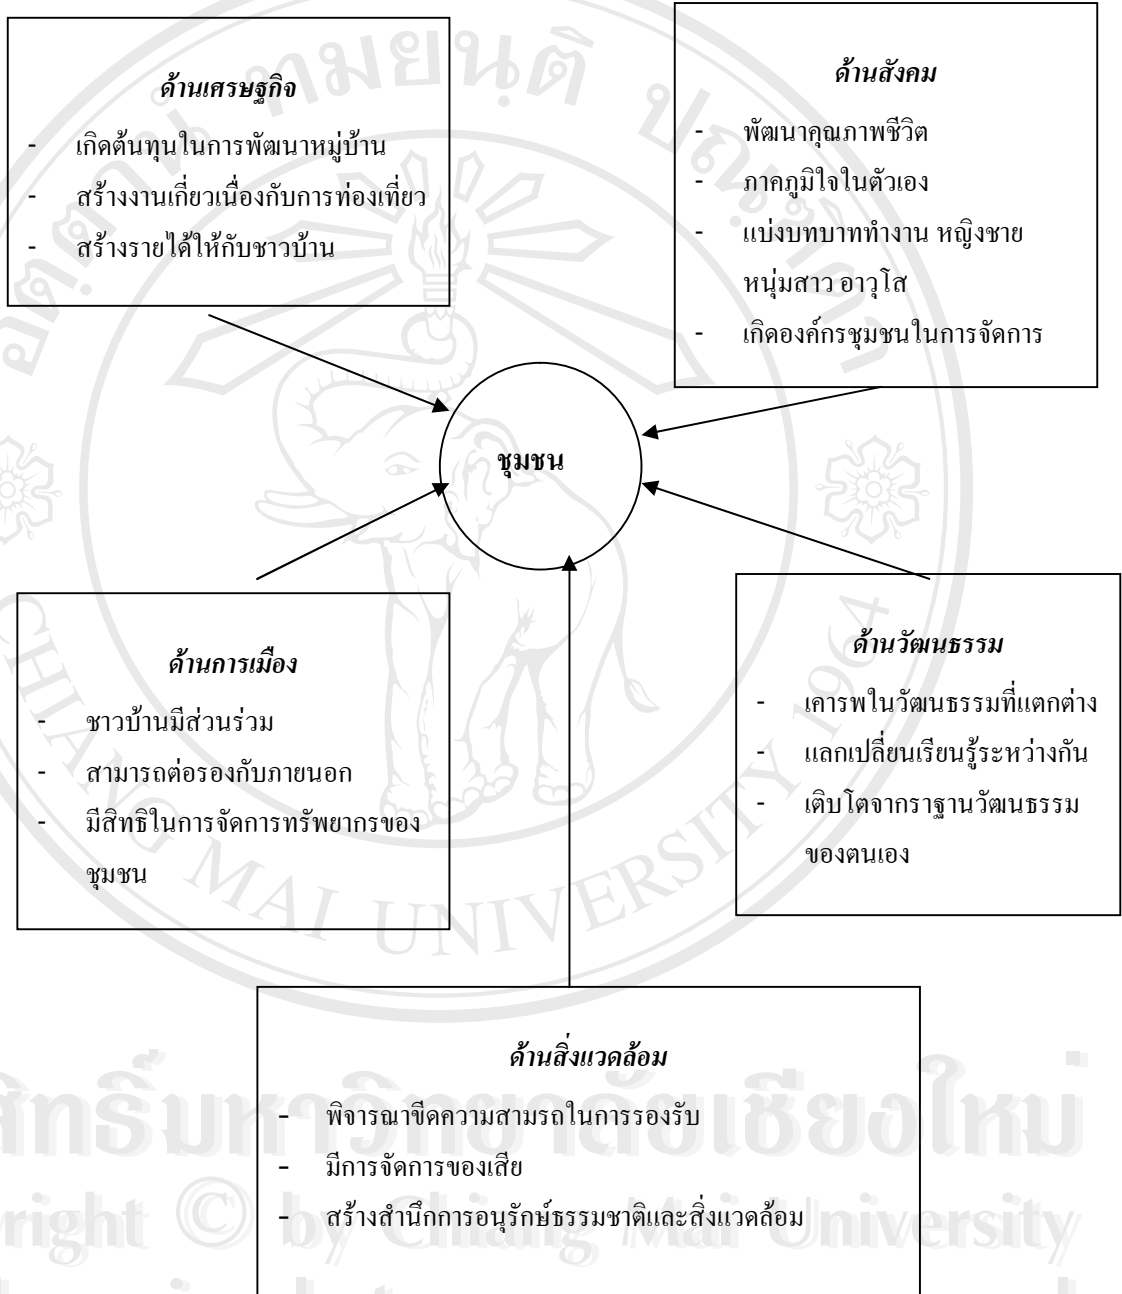 ด้านเศรษฐกิจ
- เกิดต้นทุนในการพัฒนาหมู่บ้าน
- สร้างงานเกี่ยวเนื่องกับการท่องเที่ยว
- สร้างรายได้ให้กับชาวบ้าน
ด้านสังคม
- พัฒนาคุณภาพชีวิต
- ภาคภูมิใจในตัวเอง
- แบ่งบทบาททำงาน หญิงชาย
หนุ่มสาว อาวุโส
- เกิดองค์กรชุมชนในการจัดการ
ชุมชน
ด้านการเมือง
- ชาวบ้านมีส่วนร่วม
- สามารถต่อรองกับภายนอก
- มีสิทธิในการจัดการทรัพยากรของ
ชุมชน
ด้านวัฒนธรรม
- เคารพในวัฒนธรรมที่แตกต่าง
- แลกเปลี่ยนเรียนรู้ระหว่างกัน
- เติบโตจากราฐานวัฒนธรรม
ของตนเอง
ด้านสิ่งแวดล้อม
- พิจารณาขีดความสามรถในการรองรับ
- มีการจัดการของเสีย
- สร้างสำนึกการอนุรักษ์ธรรมชาติและสิ่งแวดล้อม
CHIANG MAI UNIVERSITY 1964
สิทธิ์มหาวิทยาลัยเชียงใหม่
right © by Chiang Mai University